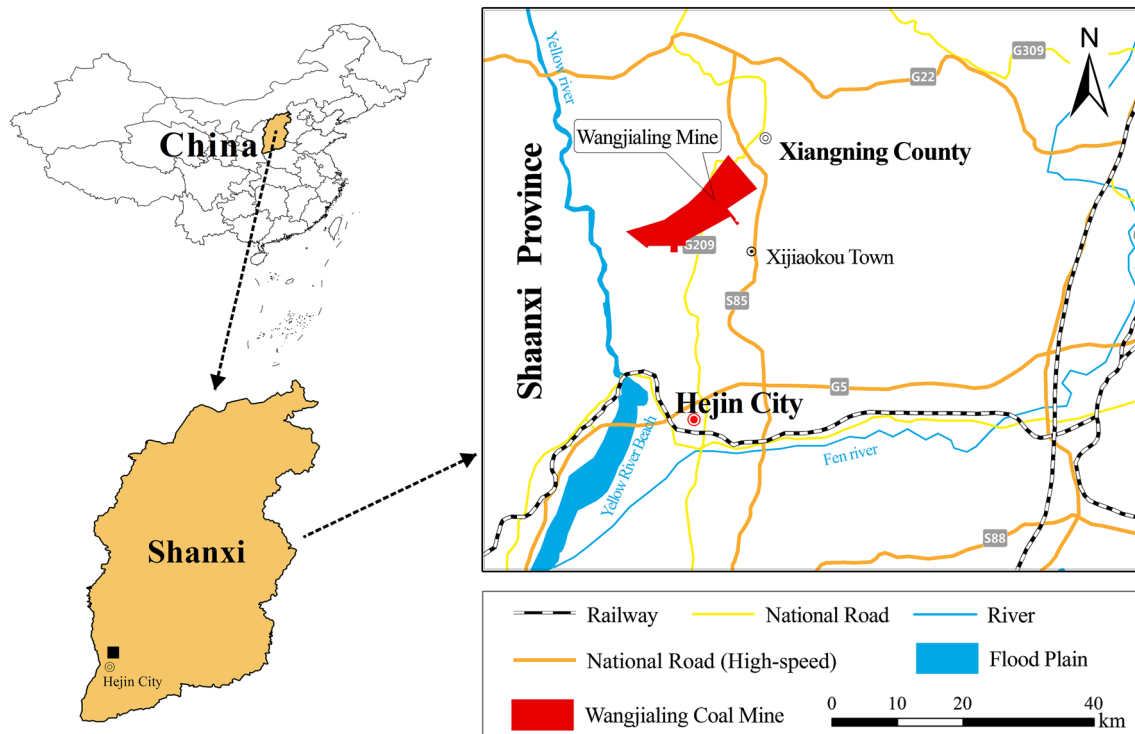 China
Shanxi
Hejin City
Yellow river
Shaanxi Province
Wangjialing Mine
Xiangning County
Xijiaokou Town
G309
G22
G209
S85
G5
Hejin City
Yellow River Beach
Fen river
S88
N
Railway
National Road
River
National Road (High-speed)
Flood Plain
Wangjialing Coal Mine
0 10 20 40
km